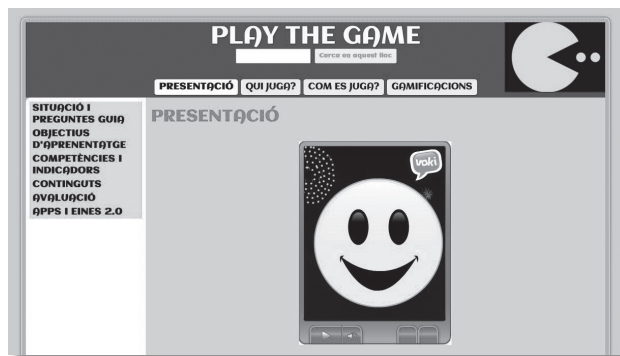 PLAY THE GAME
Cerca en aquest lloc
PRESENTACIÓ QUI JUGA? COM ES JUGA? GAMIFICACIONS
SITUACIÓ I
PREGUNTES GUIA
OBJECTIUS
D'APRENENTATGE
COMPETÈNCIES I
INDICADORS
CONTINGUTS
AVALUACIÓ
APPS I EINES 2.0
PRESENTACIÓ
voki